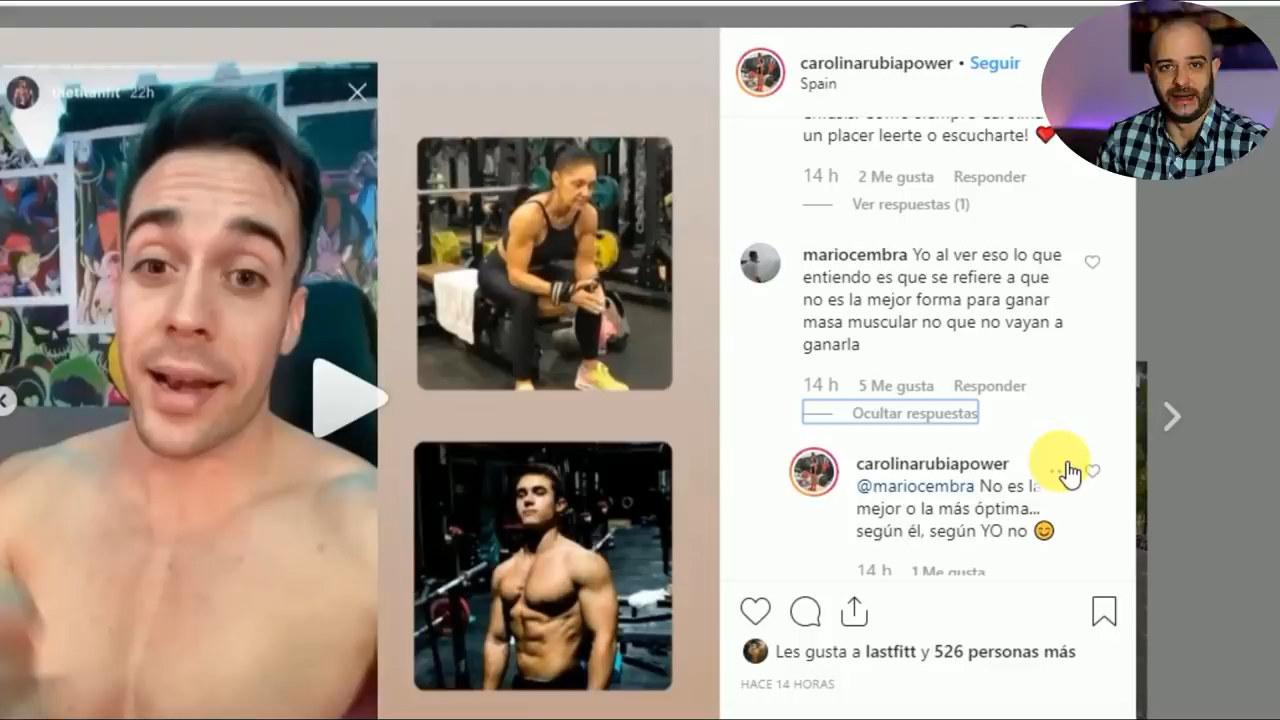 thetitanfit 22h
carolinarubiapower • Seguir
Spain
un placer leerte o escucharte! ❤️
14 h 2 Me gusta Responder
Ver respuestas (1)
mariocembra Yo al ver eso lo que
entiendo es que se refiere a que
no es la mejor forma para ganar
masa muscular no que no vayan a
ganarla
14 h 5 Me gusta Responder
Ocultar respuestas
carolinarubiapower
@mariocembra No es la
mejor o la más óptima...
según él, según YO no 😊
14 h 1 Me gusta
Les gusta a lastfitt y 526 personas más
HACE 14 HORAS